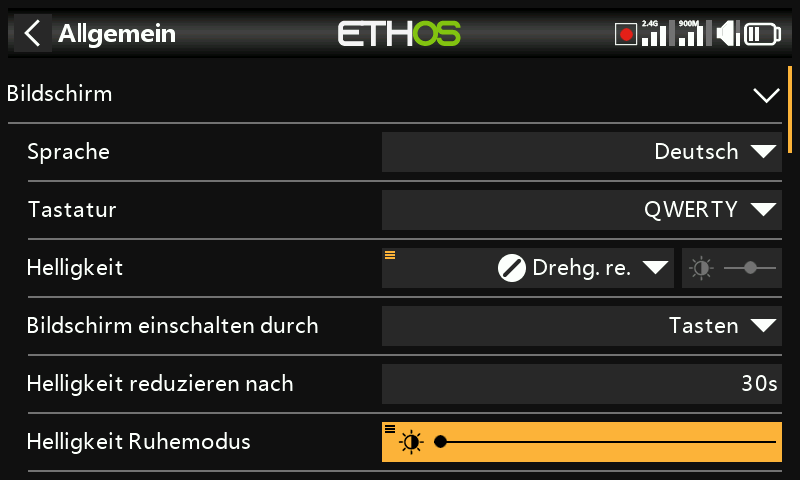 Allgemein
ETHOS
2.4G
900M
Bildschirm
Sprache
Deutsch
Tastatur
QWERTY
Helligkeit
Drehg. re.
Bildschirm einschalten durch
Tasten
Helligkeit reduzieren nach
30s
Helligkeit Ruhemodus